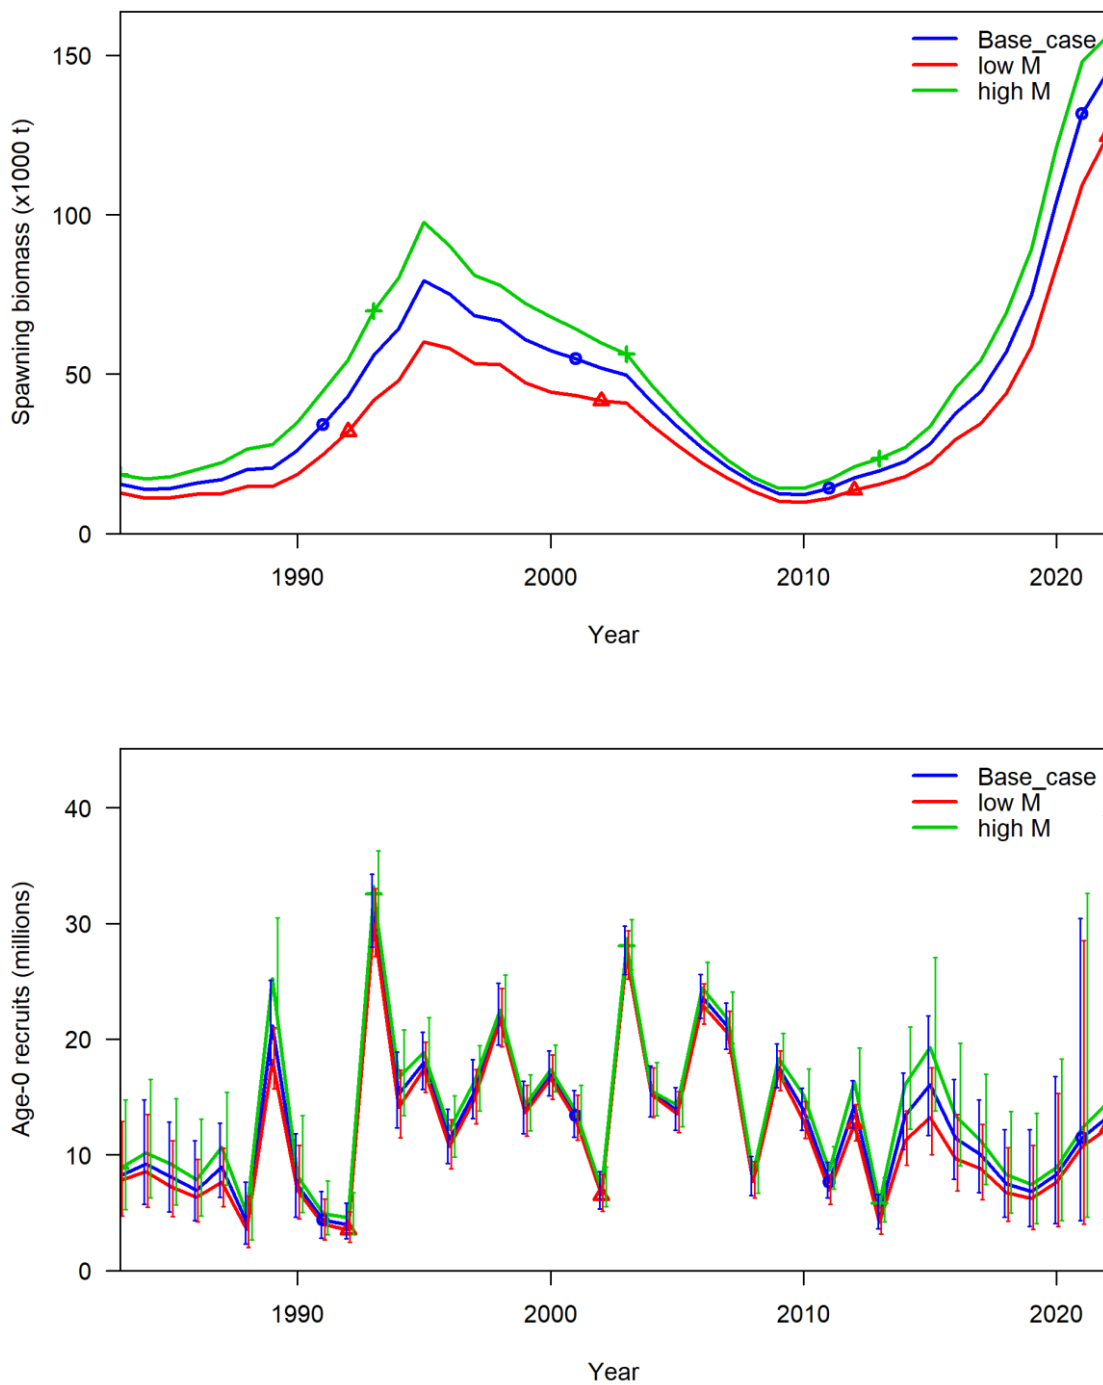 Spawning biomass (x1000 t)
150
100
50
0
Base_case
low M
high M
1990
2000
2010
2020
Year
Age-0 recruits (millions)
40
30
20
10
0
Base_case
low M
high M
1990
2000
2010
2020
Year